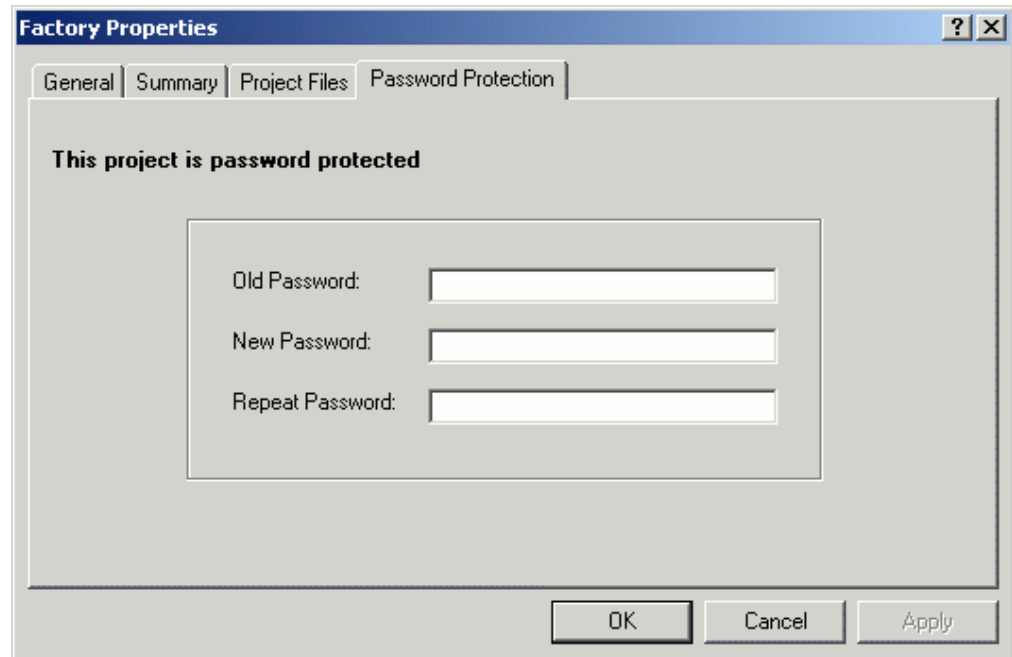 Factory Properties
General Summary Project Files Password Protection
This project is password protected
Old Password:
New Password:
Repeat Password:
OK Cancel Apply